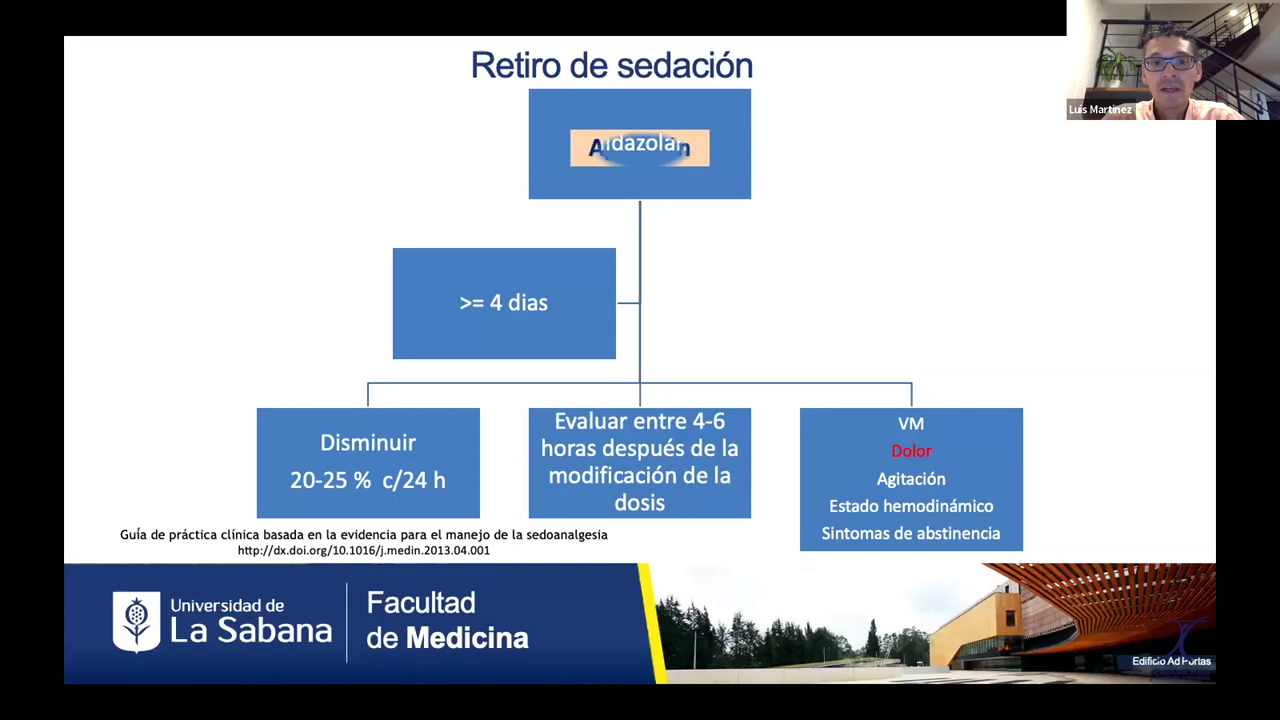 Retiro de sedación
Luis Martinez
>= 4 dias
Disminuir
20-25 % c/24 h
Evaluar entre 4-6
horas después de la
modificación de la
dosis
VM
Dolor
Agitación
Estado hemodinámico
Sintomas de abstinencia
Guía de práctica clínica basada en la evidencia para el manejo de la sedoanalgesia
http://dx.doi.org/10.1016/j.medin.2013.04.001
Universidad de
La Sabana
Facultad
de Medicina
Edificio Ad Portas